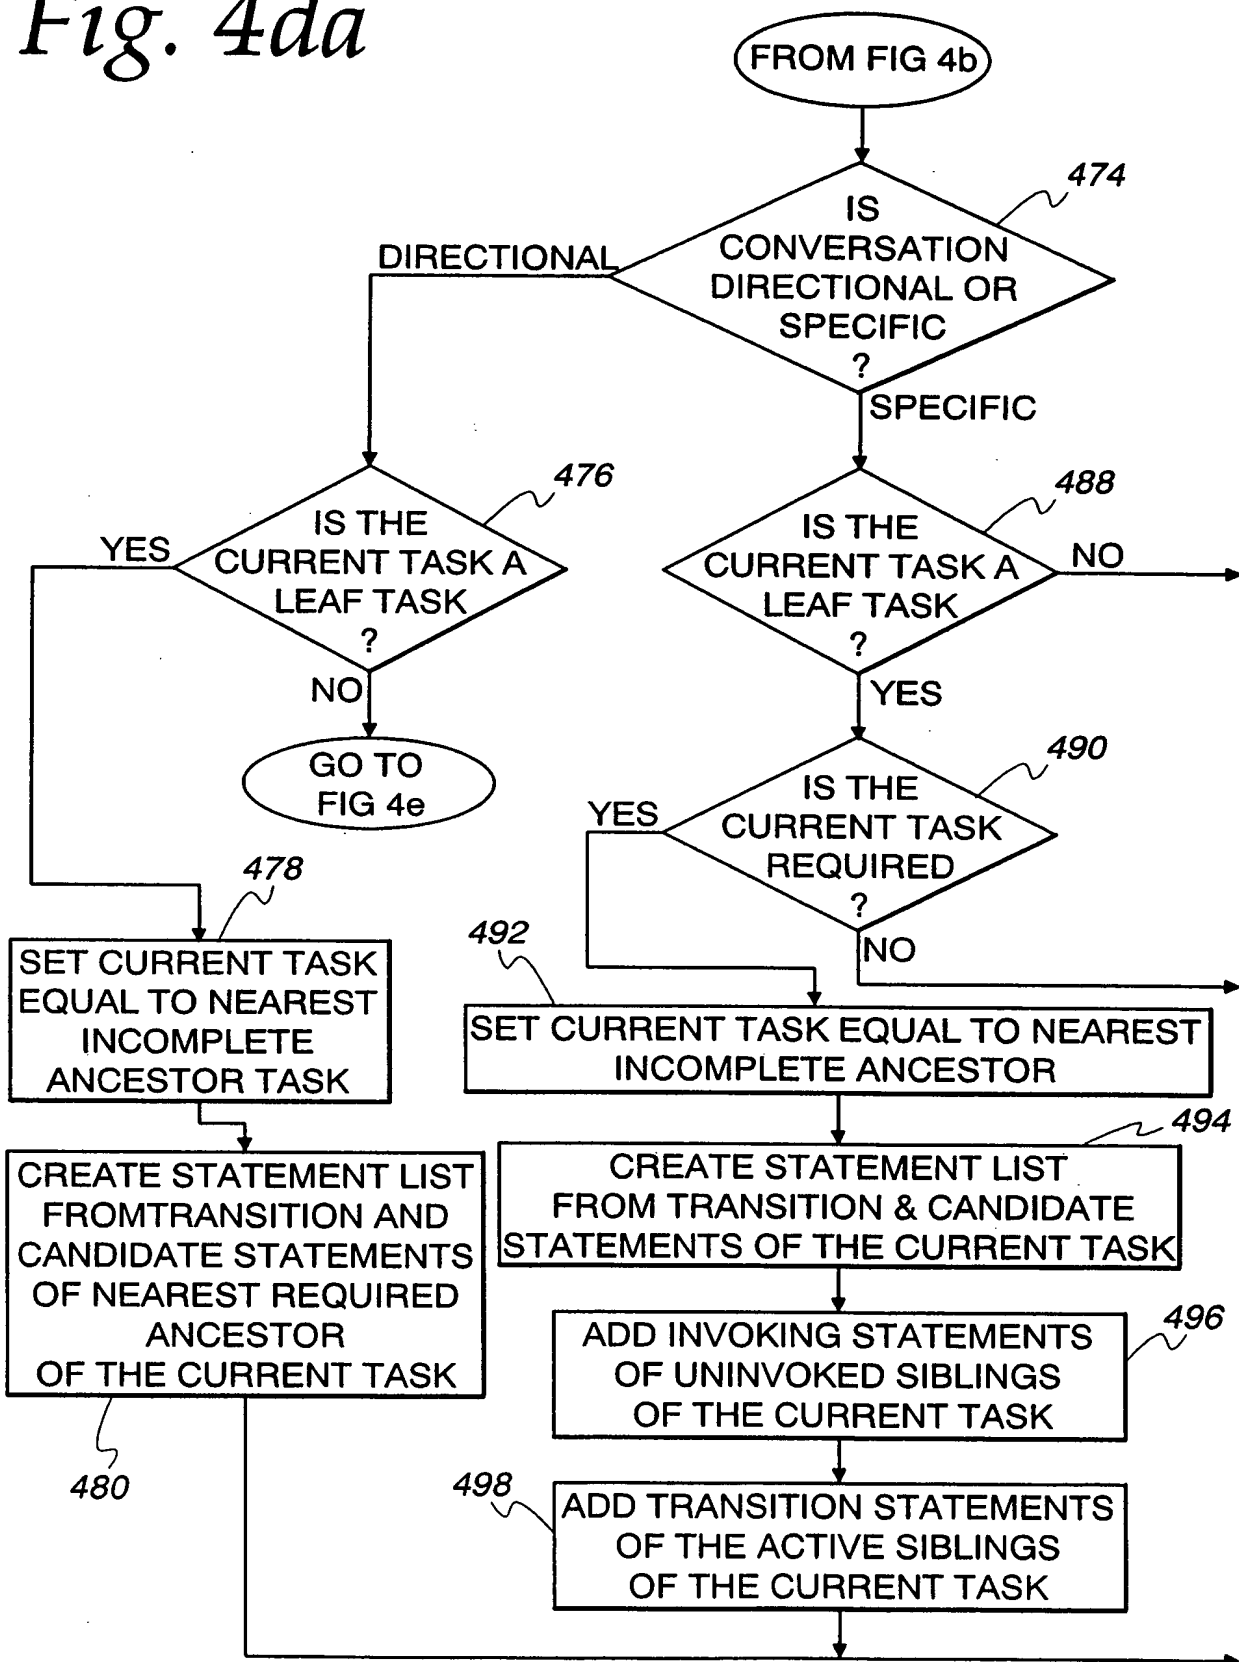 Fig. 4da
FROM FIG 4b
474
IS
CONVERSATION
DIRECTIONAL OR
SPECIFIC
?
DIRECTIONAL
SPECIFIC
476
IS THE
CURRENT TASK A
LEAF TASK
?
YES
NO
GO TO
FIG 4e
488
IS THE
CURRENT TASK A
LEAF TASK
?
NO
YES
490
IS THE
CURRENT TASK
REQUIRED
?
YES
NO
478
SET CURRENT TASK
EQUAL TO NEAREST
INCOMPLETE
ANCESTOR TASK
CREATE STATEMENT LIST
FROMTRANSITION AND
CANDIDATE STATEMENTS
OF NEAREST REQUIRED
ANCESTOR
OF THE CURRENT TASK
480
492
SET CURRENT TASK EQUAL TO NEAREST
INCOMPLETE ANCESTOR
494
CREATE STATEMENT LIST
FROM TRANSITION & CANDIDATE
STATEMENTS OF THE CURRENT TASK
ADD INVOKING STATEMENTS
OF UNINVOKED SIBLINGS
OF THE CURRENT TASK
496
498
ADD TRANSITION STATEMENTS
OF THE ACTIVE SIBLINGS
OF THE CURRENT TASK